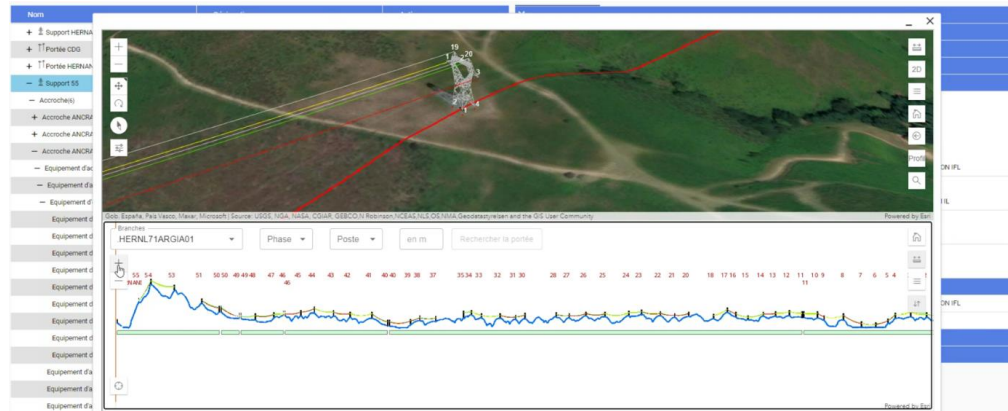 Nom
+ Support HERNA
+ Portée CDG
+ Portée HERNAN
− Support 55
− Accroche(s)
+ Accroche ANCRA
+ Accroche ANCRA
− Accroche ANCRA
− Equipement d'ac
− Equipement d'a
− Equipement d'
Equipement d
Equipement d
Equipement d
Equipement d
Equipement d
Equipement d
Equipement d
Equipement d
Equipement d'a
Equipement d'a
Equipement d'a
19
20
1
3
4
2D
Profil
ON IFL
IL
Gob. España, Pais Vasco, Maxar, Microsoft | Source: USGS, NGA, NASA, CGIAR, GEBCO,N Robinson,NCEAS,NLS,OS,NMA,Geodatastyrelsen and the GIS User Community
Powered by Esri
Branches
.HERNL71ARGIA01
Phase
Poste
en m
Rechercher la portée
55 54 53 51 50 50 49 49 48 47 46 45 44 43 42 41 40 40 39 38 37 35 34 33 32 31 30 28 27 26 25 24 23 22 21 20 18 17 16 15 14 13 12 11 10 9 8 7 6 5 4
NANI
46
11
ON IFL
Powered by Esri